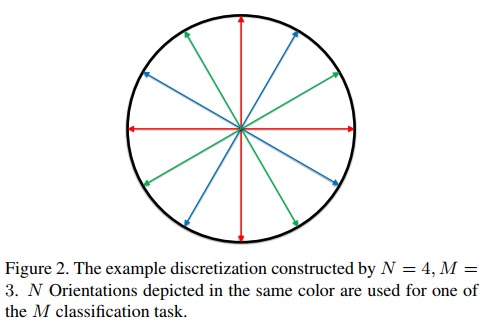 Figure 2. The example discretization constructed by N = 4, M =
3. N Orientations depicted in the same color are used for one of
the M classification task.